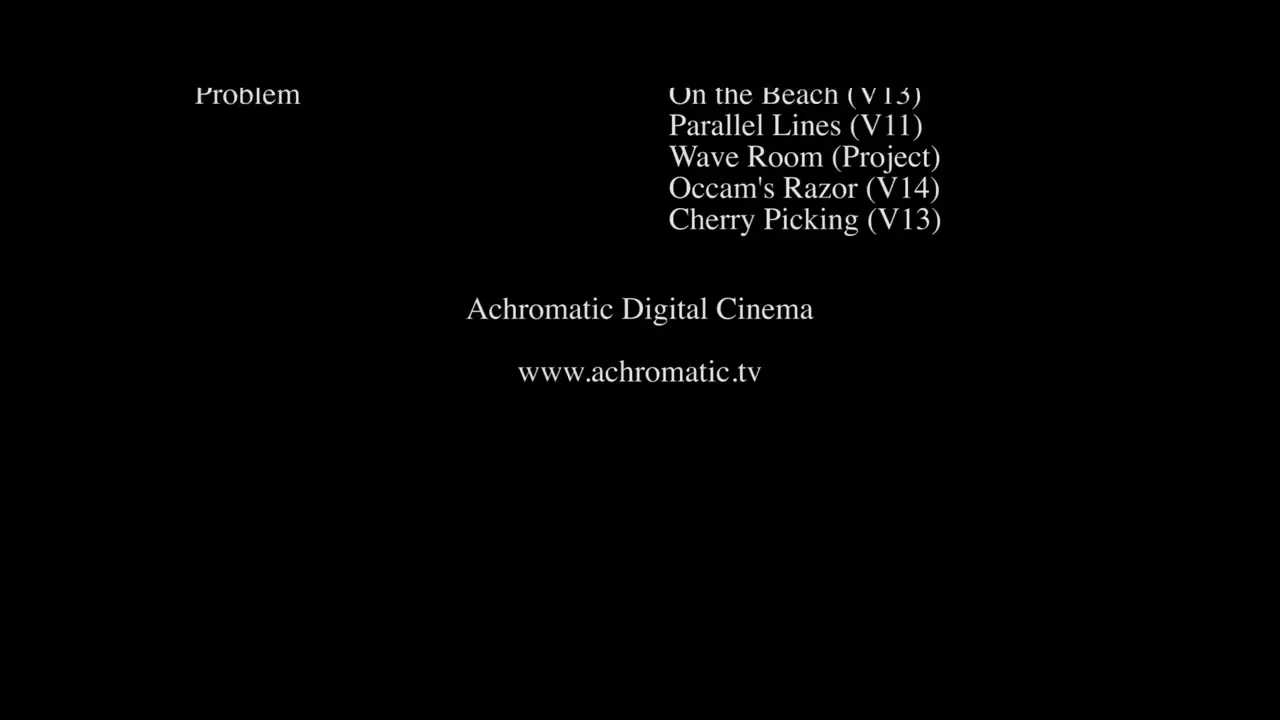 Problem On the Beach (V13)
Parallel Lines (V11)
Wave Room (Project)
Occam's Razor (V14)
Cherry Picking (V13)
Achromatic Digital Cinema
www.achromatic.tv